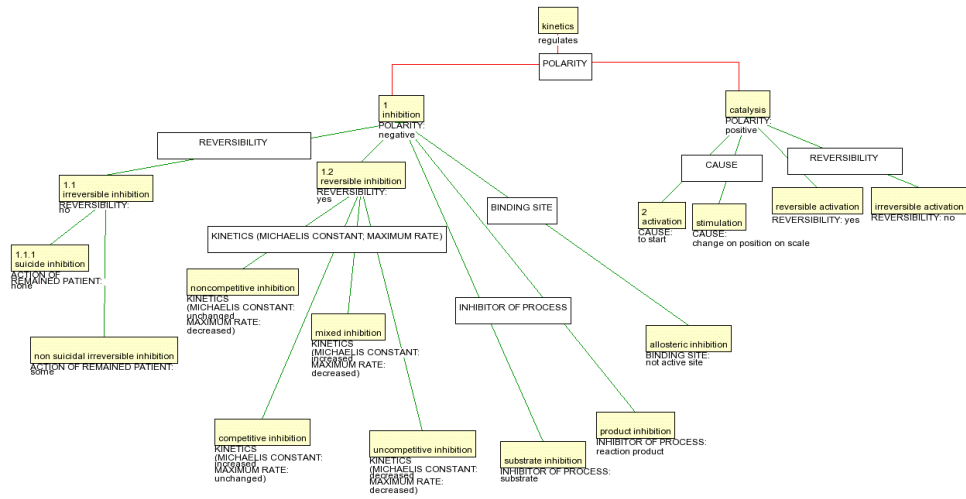 kinetics
regulates
POLARITY
1
inhibition
POLARITY:
negative
catalysis
POLARITY:
positive
REVERSIBILITY
CAUSE
REVERSIBILITY
1.1
irreversible inhibition
REVERSIBILITY:
no
1.2
reversible inhibition
REVERSIBILITY:
yes
BINDING SITE
2
activation
CAUSE:
to start
stimulation
CAUSE:
change on position on scale
reversible activation
REVERSIBILITY: yes
irreversible activation
REVERSIBILITY: no
1.1.1
suicide inhibition
ACTION OF
REMAINED PATIENT:
none
KINETICS (MICHAELIS CONSTANT; MAXIMUM RATE)
noncompetitive inhibition
KINETICS
(MICHAELIS CONSTANT:
unchanged
MAXIMUM RATE:
decreased)
mixed inhibition
KINETICS
(MICHAELIS CONSTANT:
increased
MAXIMUM RATE:
decreased)
INHIBITOR OF PROCESS
non suicidal irreversible inhibition
ACTION OF REMAINED PATIENT:
some
allosteric inhibition
BINDING SITE:
not active site
competitive inhibition
KINETICS
(MICHAELIS CONSTANT:
increased
MAXIMUM RATE:
unchanged)
uncompetitive inhibition
KINETICS
(MICHAELIS CONSTANT:
decreased
MAXIMUM RATE:
decreased)
substrate inhibition
INHIBITOR OF PROCESS:
substrate
product inhibition
INHIBITOR OF PROCESS:
reaction product